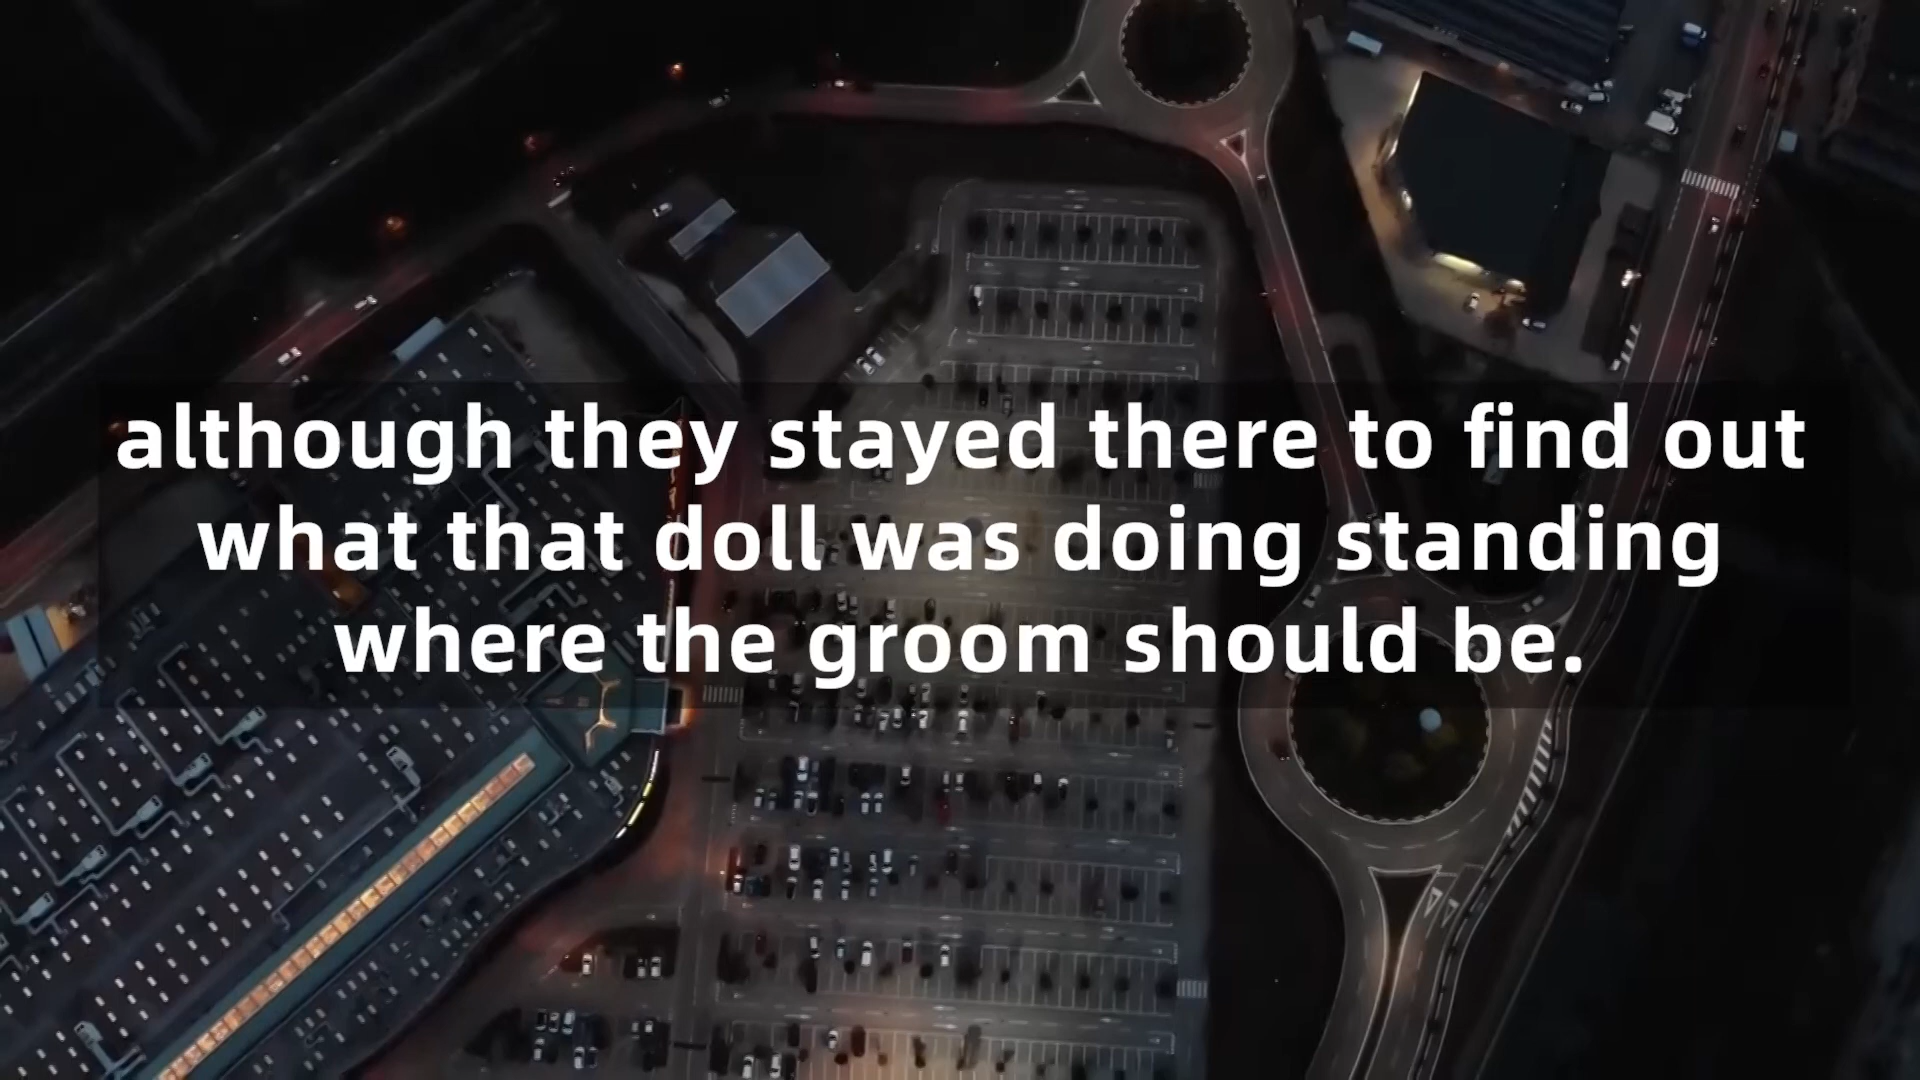 although they stayed there to find out
what that doll was doing standing
where the groom should be.